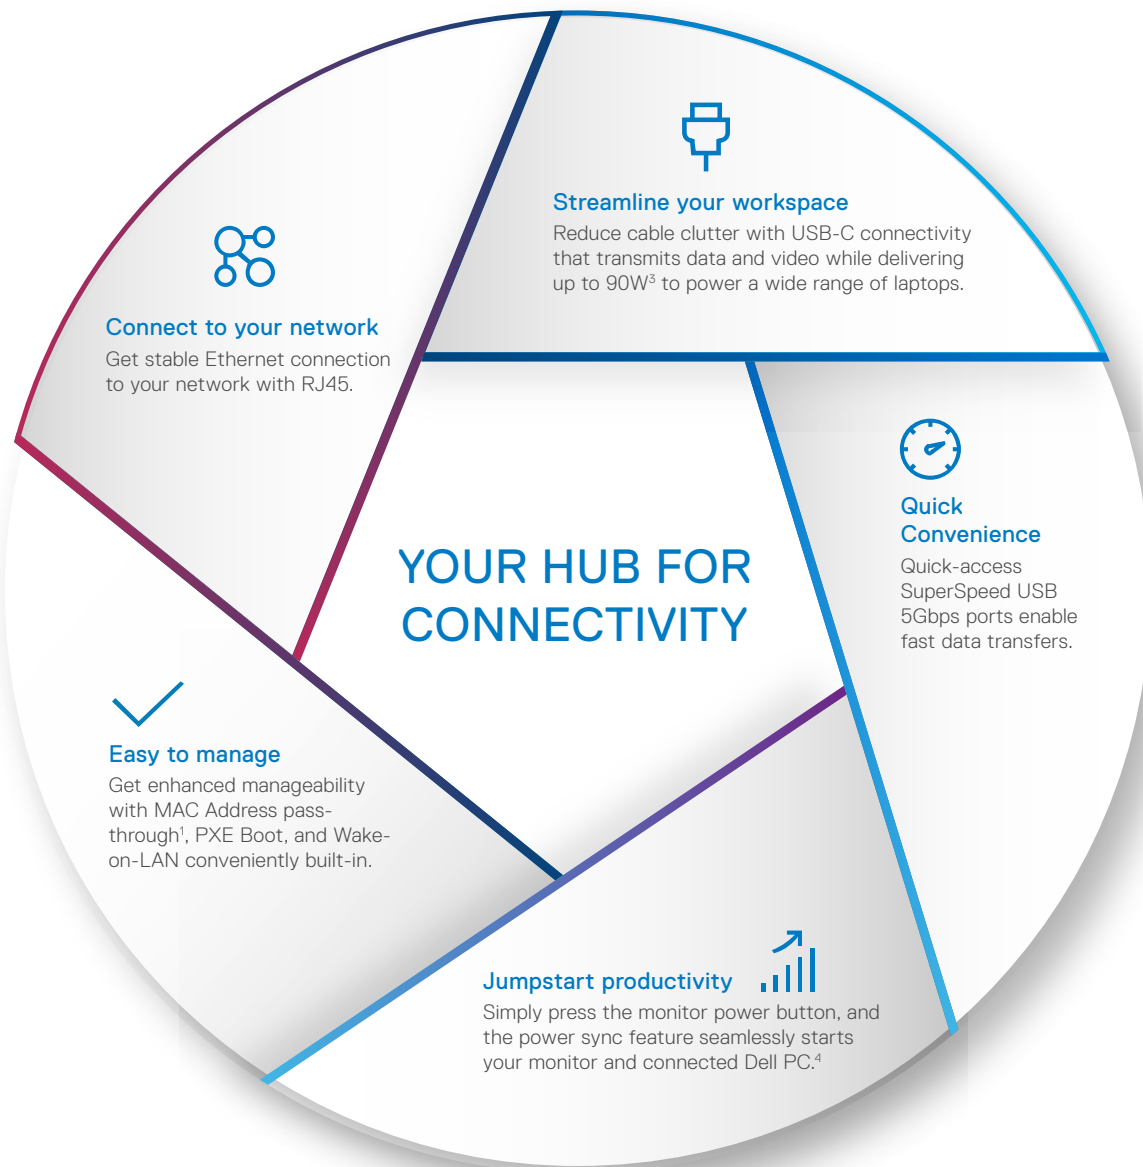 Streamline your workspace
Reduce cable clutter with USB-C connectivity
that transmits data and video while delivering
up to 90W³ to power a wide range of laptops.
Connect to your network
Get stable Ethernet connection
to your network with RJ45.
Quick
Convenience
Quick-access
SuperSpeed USB
5Gbps ports enable
fast data transfers.
YOUR HUB FOR
CONNECTIVITY
Easy to manage
Get enhanced manageability
with MAC Address pass-
through¹, PXE Boot, and Wake-
on-LAN conveniently built-in.
Jumpstart productivity
Simply press the monitor power button, and
the power sync feature seamlessly starts
your monitor and connected Dell PC.⁴